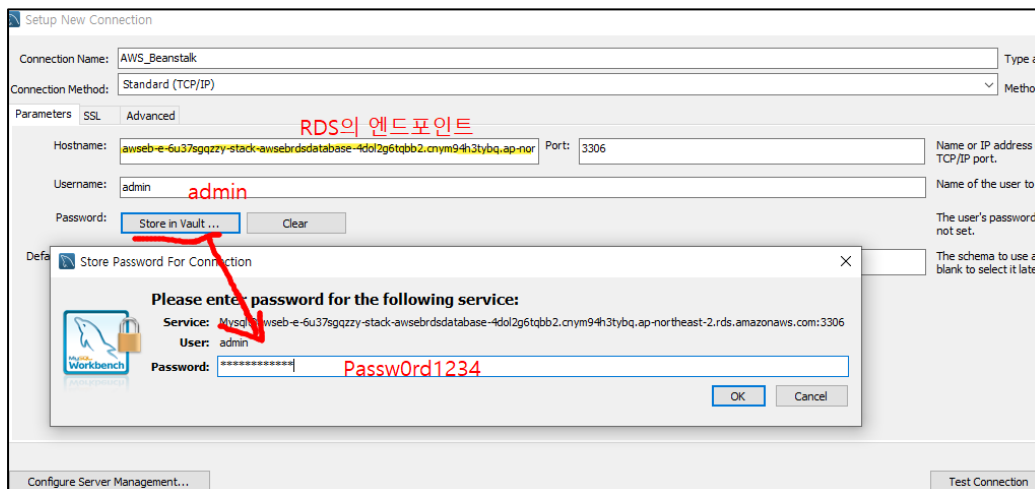 Setup New Connection
Connection Name: AWS_Beanstalk Type a
Connection Method: Standard (TCP/IP) Metho
Parameters SSL Advanced
RDS의 엔드포인트
Hostname: awseb-e-6u37sgqzzy-stack-awsebrdsdatabase-4dol2g6tqbb2.cnym94h3tybq.ap-nor Port: 3306 Name or IP address
TCP/IP port.
Username: admin admin Name of the user to
Password: Store in Vault ... Clear The user's password
not set.
Defa The schema to use a
blank to select it late
Store Password For Connection
Please enter password for the following service:
Service: Mysql@awseb-e-6u37sgqzzy-stack-awsebrdsdatabase-4dol2g6tqbb2.cnym94h3tybq.ap-northeast-2.rds.amazonaws.com:3306
User: admin
Password: ************ Passw0rd1234
MySQL
Workbench
OK Cancel
Configure Server Management... Test Connection